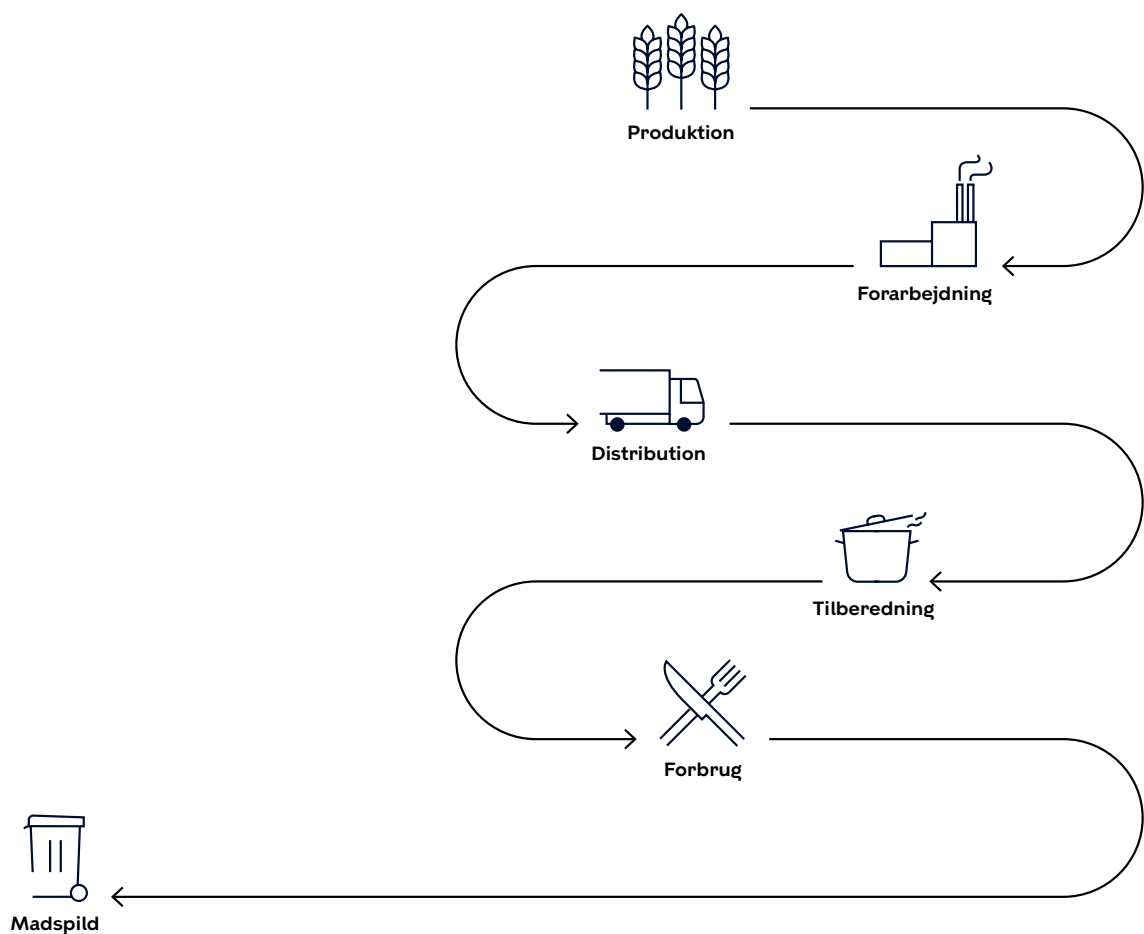 Produktion
Forarbejdning
Distribution
Tilberedning
Forbrug
Madspild